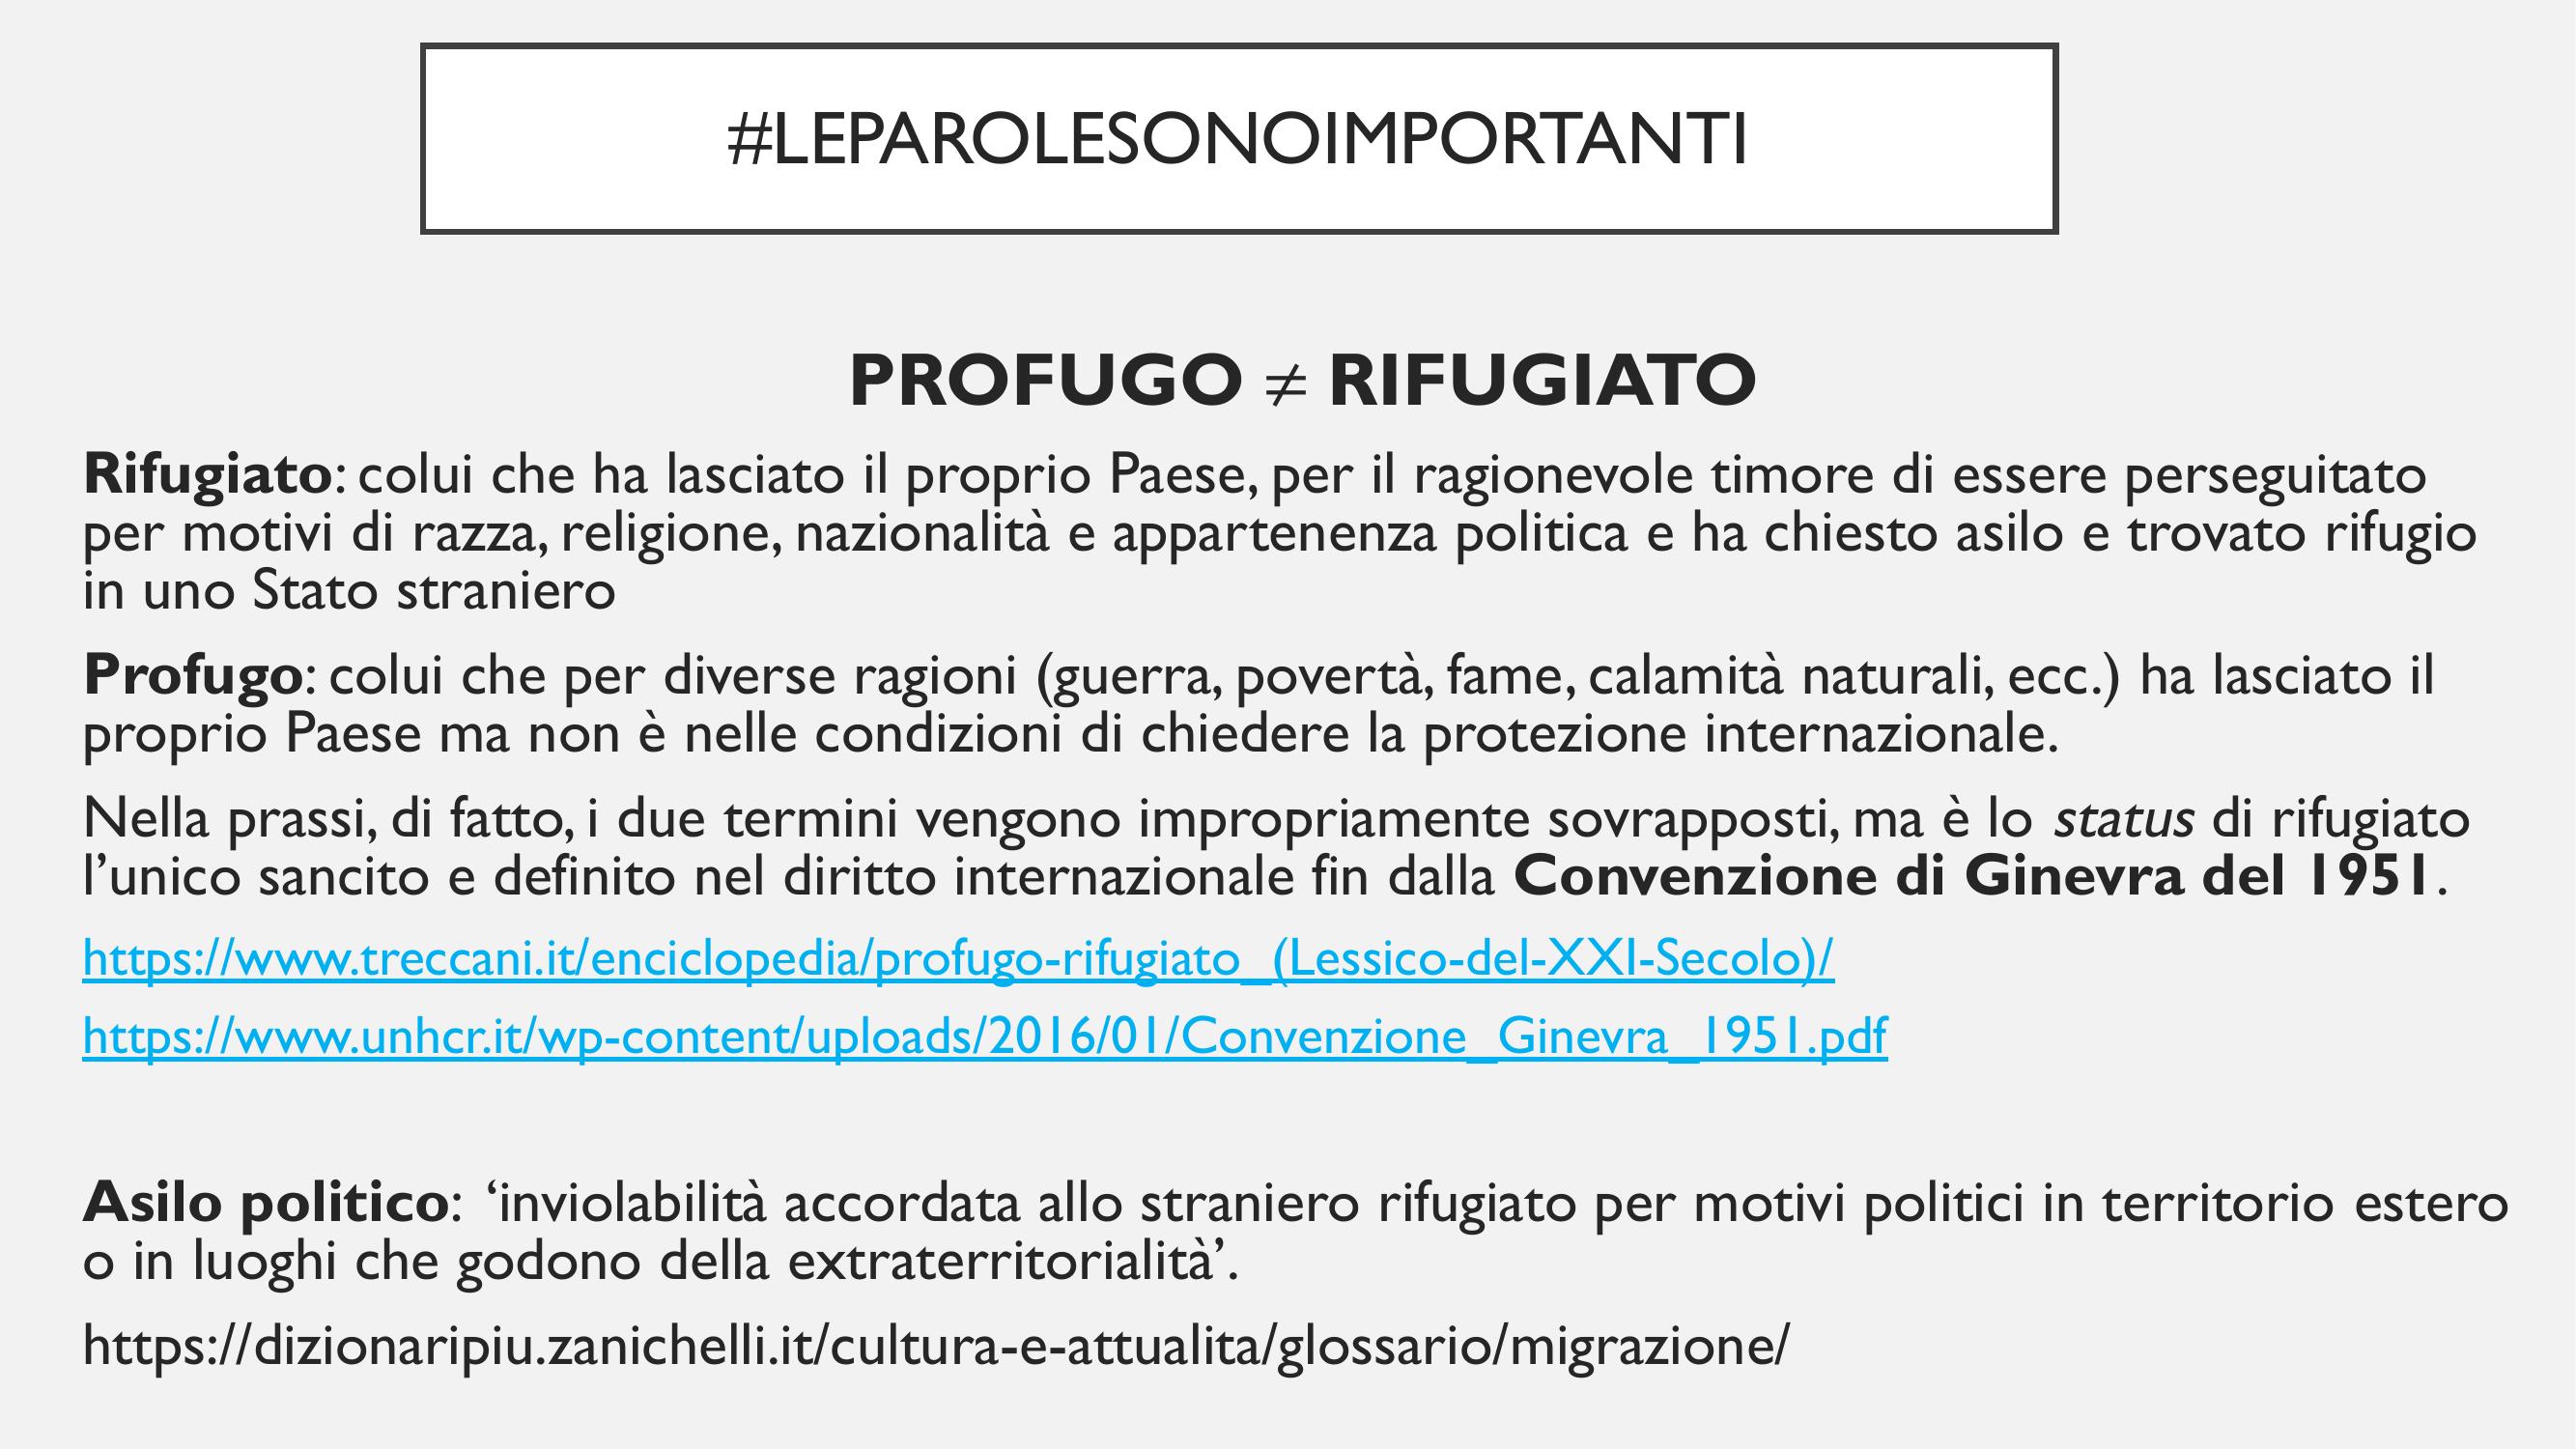 #LEPAROLESONOIMPORTANTI
PROFUGO ≠ RIFUGIATO
Rifugiato: colui che ha lasciato il proprio Paese, per il ragionevole timore di essere perseguitato
per motivi di razza, religione, nazionalità e appartenenza politica e ha chiesto asilo e trovato rifugio
in uno Stato straniero
Profugo: colui che per diverse ragioni (guerra, povertà, fame, calamità naturali, ecc.) ha lasciato il
proprio Paese ma non è nelle condizioni di chiedere la protezione internazionale.
Nella prassi, di fatto, i due termini vengono impropriamente sovrapposti, ma è lo status di rifugiato
l’unico sancito e definito nel diritto internazionale fin dalla Convenzione di Ginevra del 1951.
https://www.treccani.it/enciclopedia/profugo-rifugiato_(Lessico-del-XXI-Secolo)/
https://www.unhcr.it/wp-content/uploads/2016/01/Convenzione_Ginevra_1951.pdf
Asilo politico: ‘inviolabilità accordata allo straniero rifugiato per motivi politici in territorio estero
o in luoghi che godono della extraterritorialità’.
https://dizionaripiu.zanichelli.it/cultura-e-attualita/glossario/migrazione/